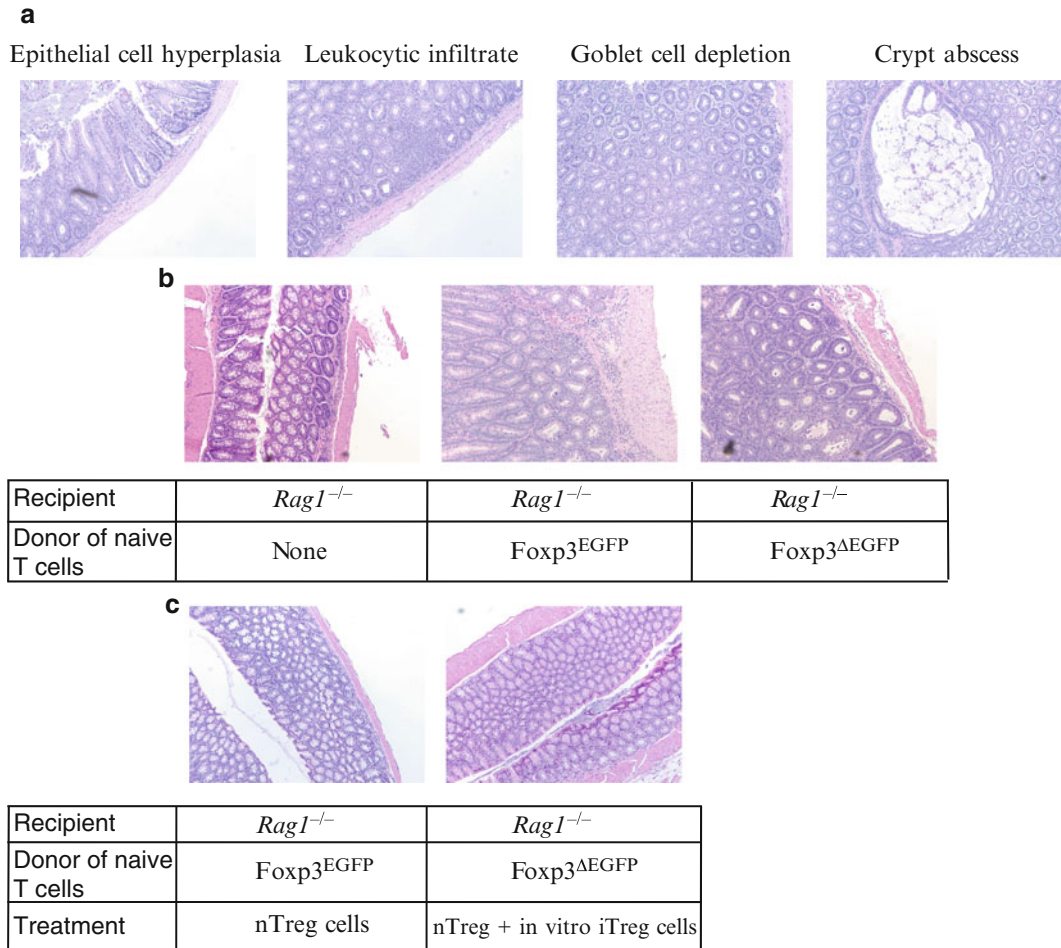 a
Epithelial cell hyperplasia Leukocytic infiltrate Goblet cell depletion Crypt abscess
b
Recipient Rag1−/− Rag1−/− Rag1−/−
Donor of naive T cells None Foxp3EGFP Foxp3ΔEGFP
c
Recipient Rag1−/− Rag1−/−
Donor of naive T cells Foxp3EGFP Foxp3ΔEGFP
Treatment nTreg cells nTreg + in vitro iTreg cells